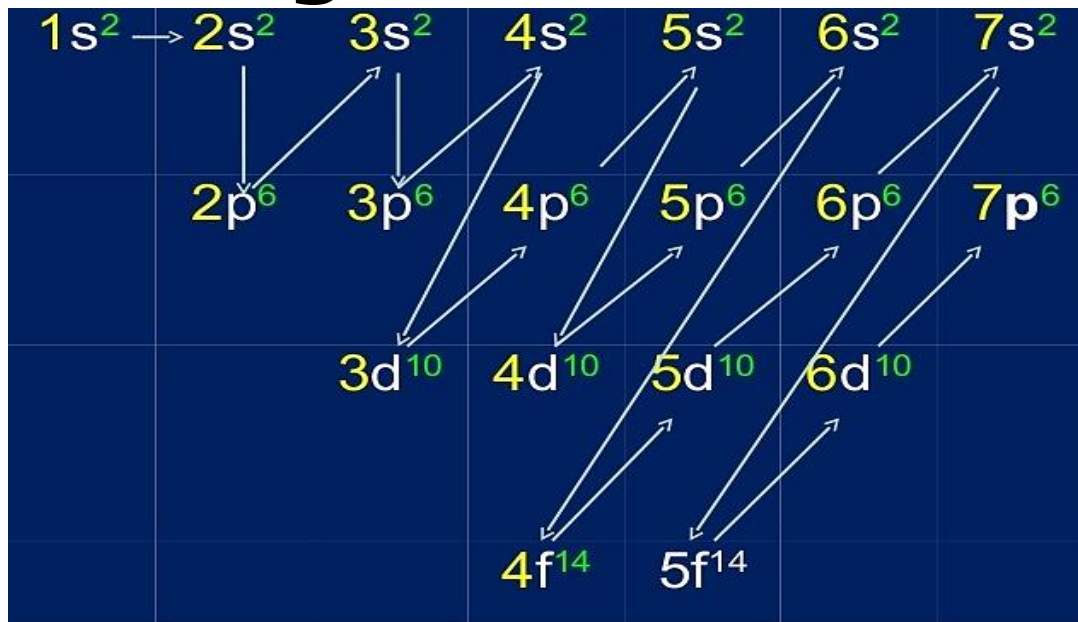 1s² 2s² 3s² 4s² 5s² 6s² 7s²
2p⁶ 3p⁶ 4p⁶ 5p⁶ 6p⁶ 7p⁶
3d¹⁰ 4d¹⁰ 5d¹⁰ 6d¹⁰
4f¹⁴ 5f¹⁴